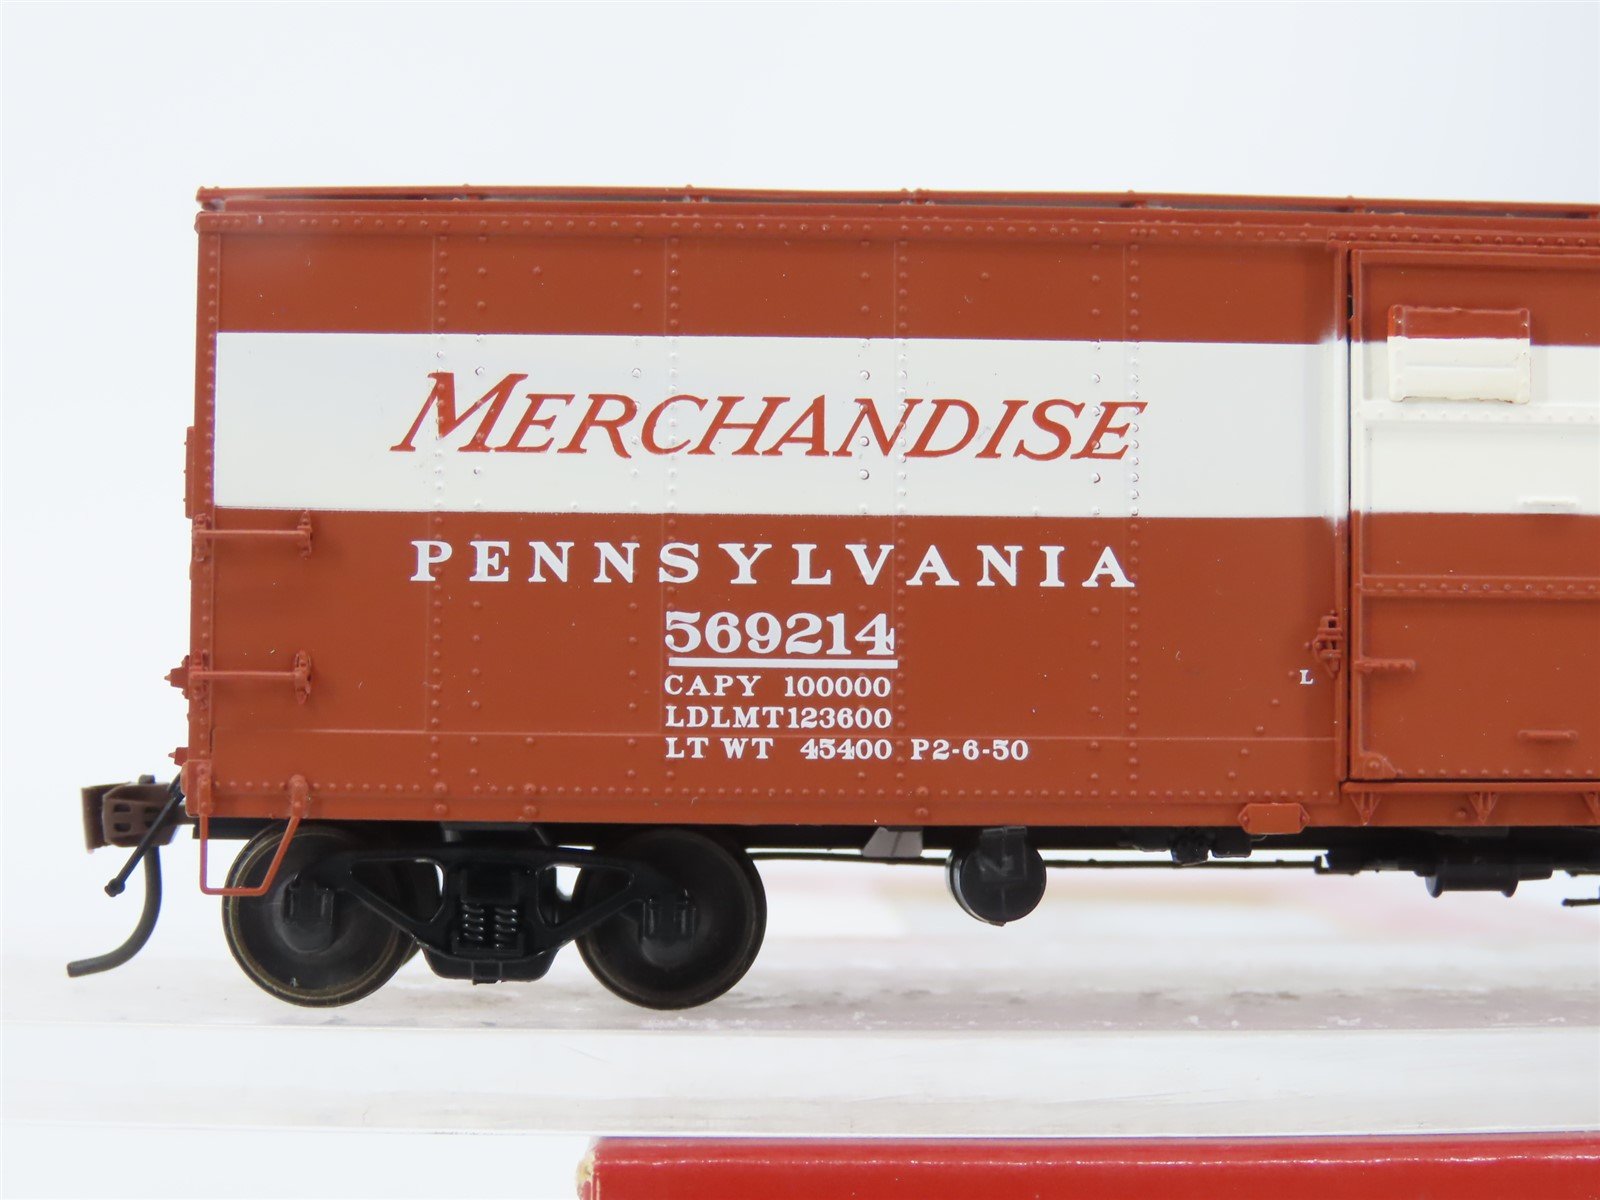 MERCHANDISE
PENNSYLVANIA
569214
CAPY 100000
LDLMT123600
LT WT 45400 P2-6-50
L